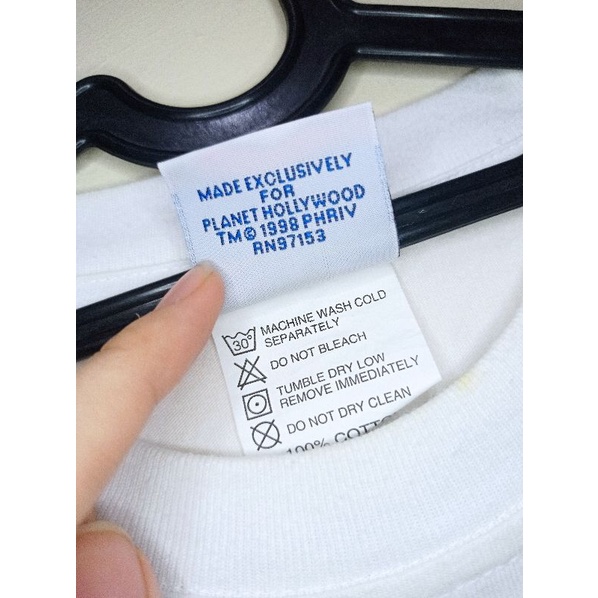 MADE EXCLUSIVELY
FOR
PLANET HOLLYWOOD
TM© 1998 PHRIV
RN97153
30°
MACHINE WASH COLD
SEPARATELY
DO NOT BLEACH
TUMBLE DRY LOW
REMOVE IMMEDIATELY
DO NOT DRY CLEAN
100%